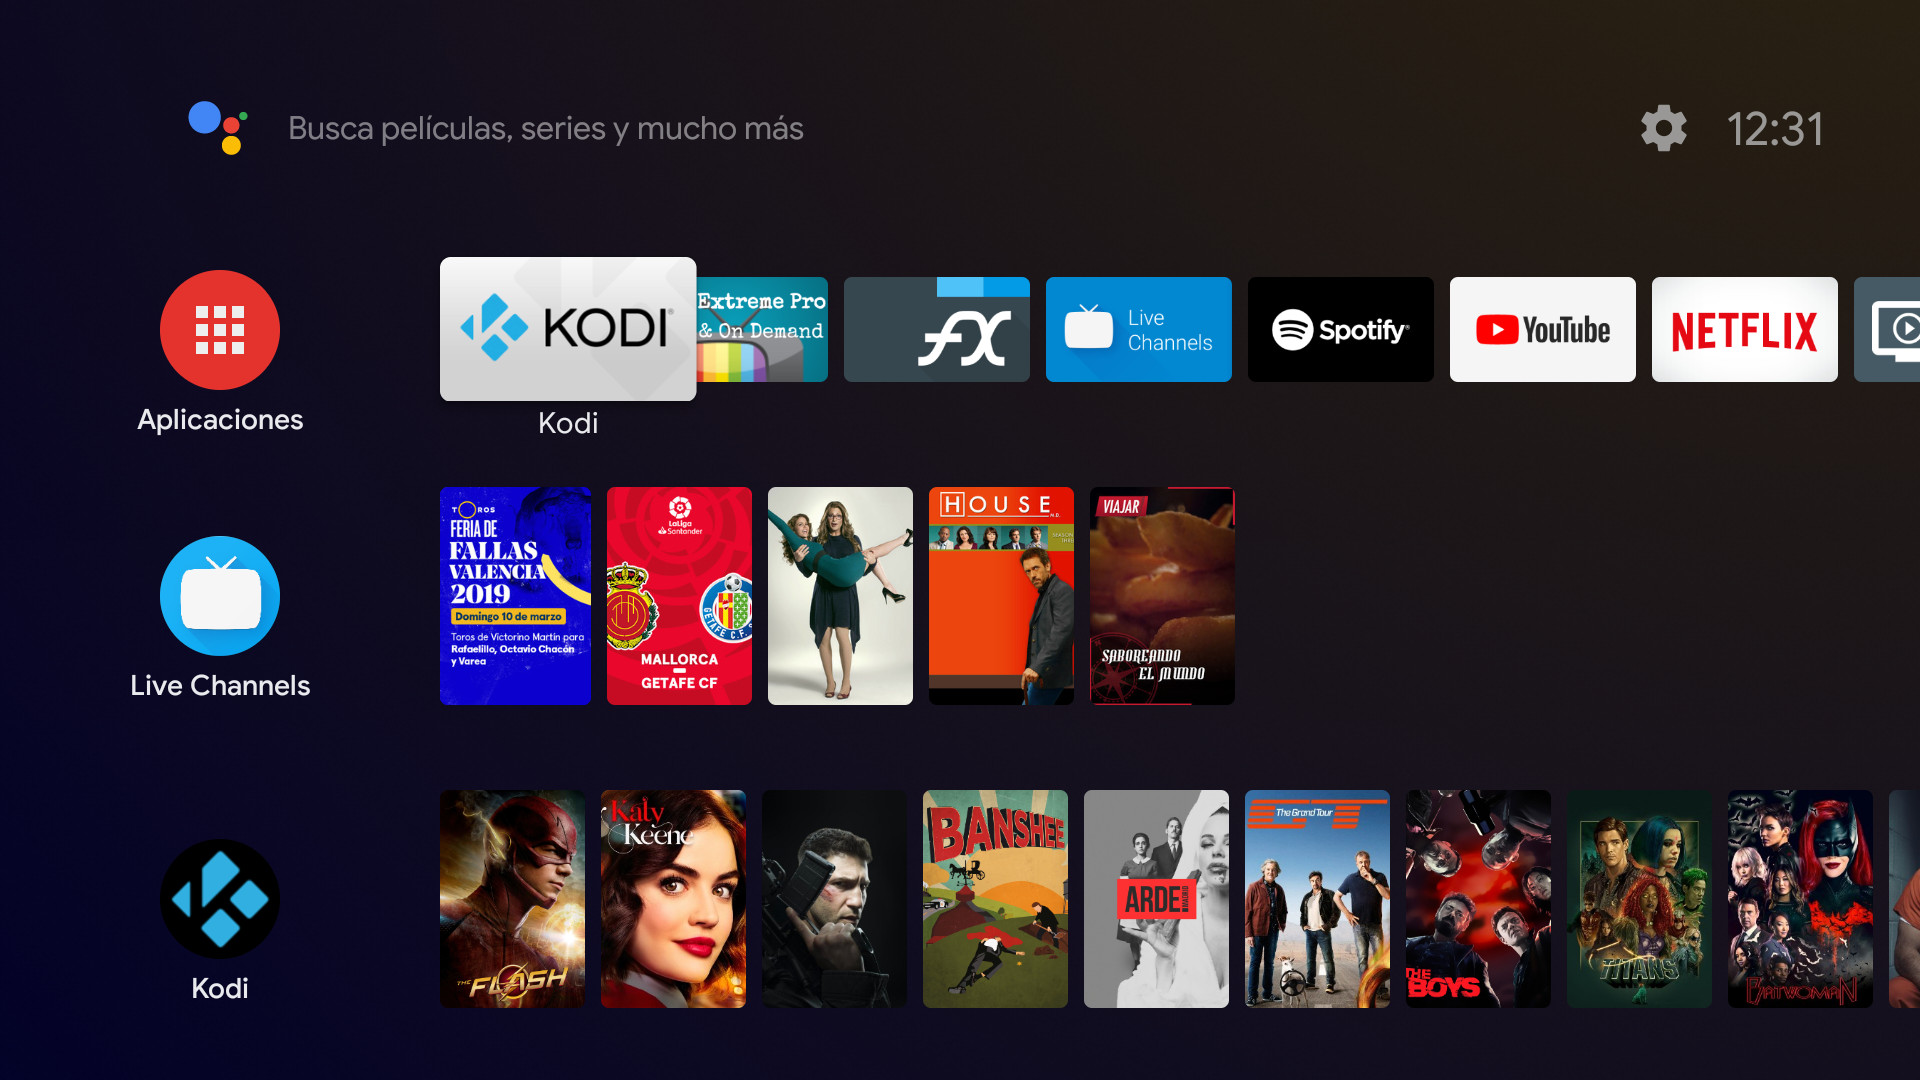 Busca películas, series y mucho más
12:31
Aplicaciones
KODI
Kodi
Extreme Pro
& On Demand
fX
Live
Channels
Spotify
YouTube
NETFLIX
Live Channels
TOROS
FERIA DE
FALLAS
VALENCIA
2019
Domingo 10 de marzo
Toros de Victorino Martín para
Rafaelillo, Octavio Chacón
y Varea
LaLiga
Santander
GETAFE C.F.
MALLORCA
GETAFE CF
HOUSE M.D.
SEASON
VIAJAR
SABOREANDO
EL MUNDO
Kodi
THE FLASH
Katy
Keene
BANSHEE
ARDE
MADRID
The Grand Tour
THE
BOYS
TITANS
BATWOMAN